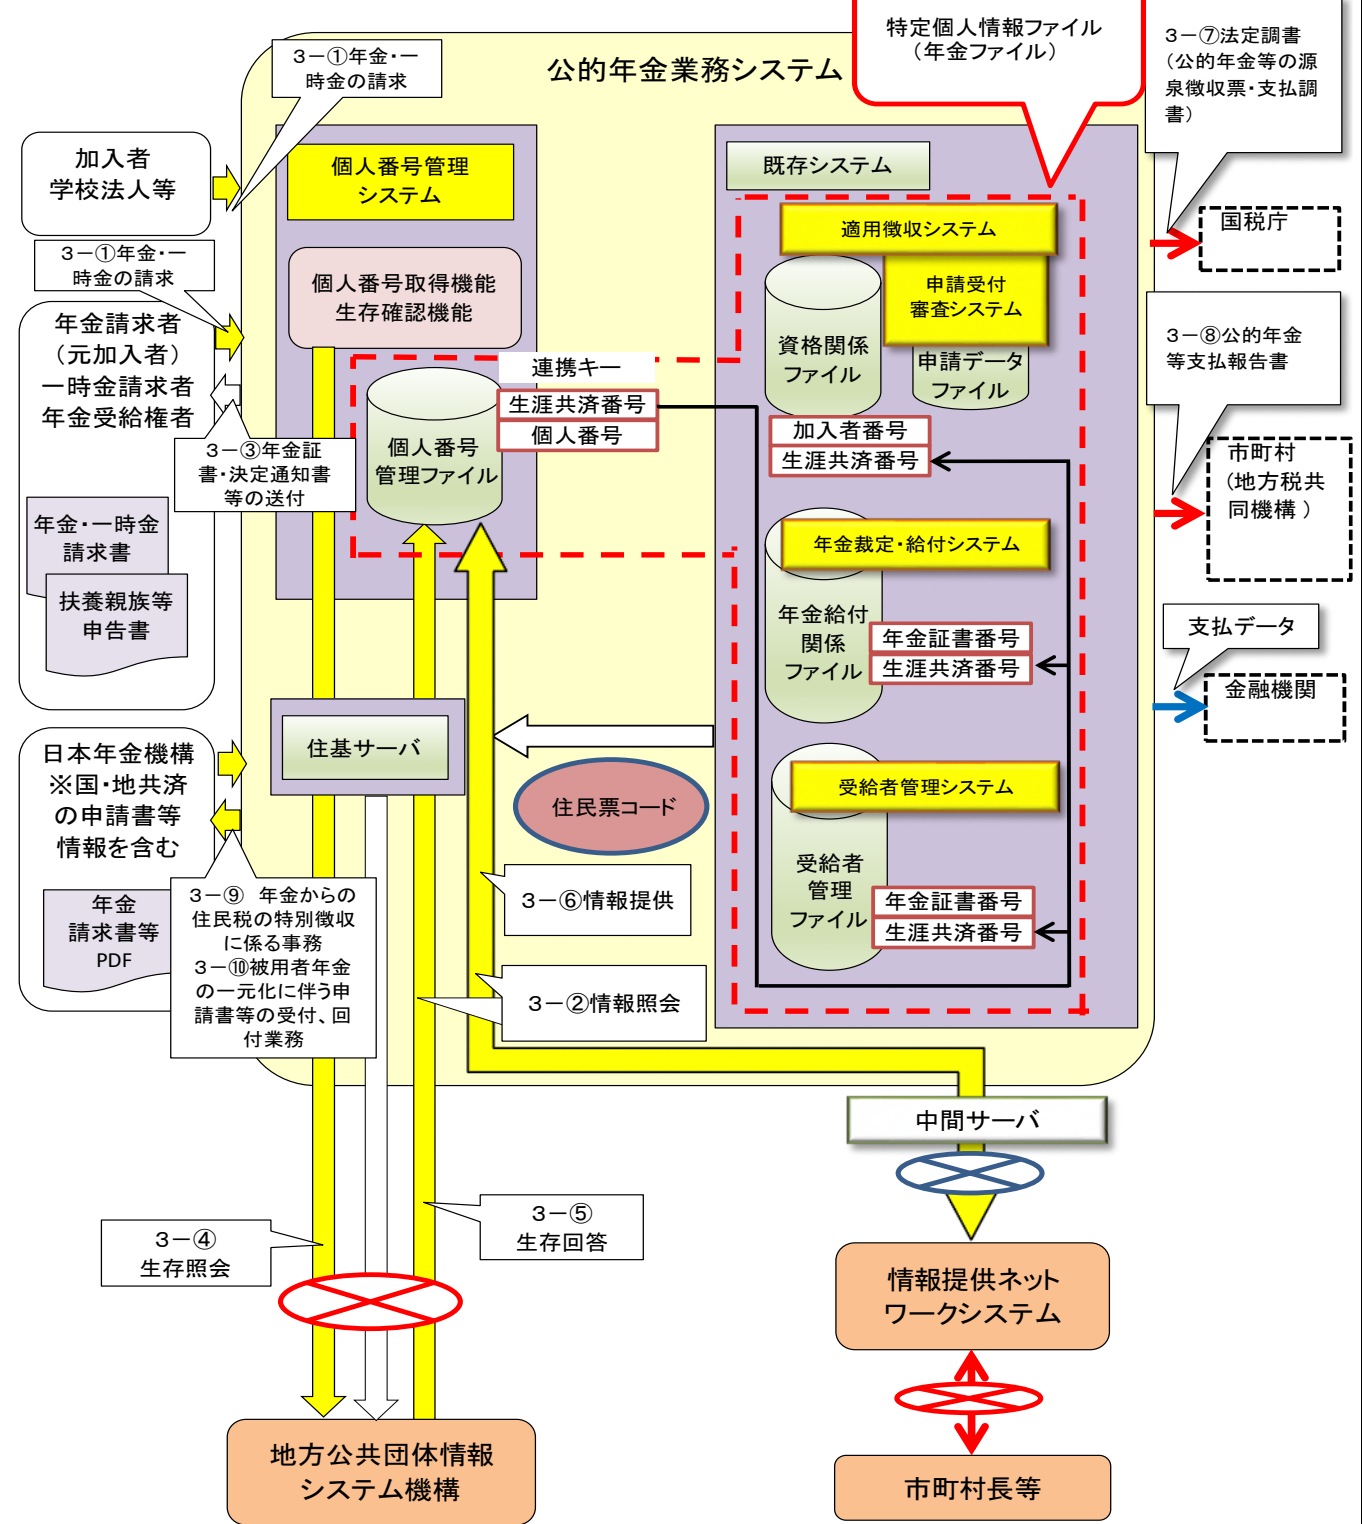 特定個人情報ファイル
（年金ファイル）
3－⑦法定調書
（公的年金等の源
泉徴収票・支払調
書）
3－①年金・一
時金の請求
公的年金業務システム
加入者
学校法人等
個人番号管理
システム
既存システム
国税庁
適用徴収システム
3－①年金・一
時金の請求
個人番号取得機能
生存確認機能
申請受付
審査システム
年金請求者
（元加入者）
一時金請求者
年金受給権者
資格関係
ファイル
申請データ
ファイル
3－⑧公的年金
等支払報告書
連携キー
生涯共済番号
個人番号
加入者番号
生涯共済番号
個人番号
管理ファイル
3－③年金証
書・決定通知書
等の送付
市町村
（地方税共
同機構）
年金・一時金
請求書
扶養親族等
申告書
年金裁定・給付システム
年金給付
関係
ファイル
年金証書番号
生涯共済番号
支払データ
金融機関
日本年金機構
※国・地共済
の申請書等
情報を含む
住基サーバ
住民票コード
受給者管理システム
受給者
管理
ファイル
年金証書番号
生涯共済番号
年金
請求書等
PDF
3－⑨　年金からの
住民税の特別徴収
に係る事務
3－⑩被用者年金
の一元化に伴う申
請書等の受付、回
付業務
3－⑥情報提供
3－②情報照会
中間サーバ
3－④
生存照会
3－⑤
生存回答
情報提供ネット
ワークシステム
地方公共団体情報
システム機構
市町村長等